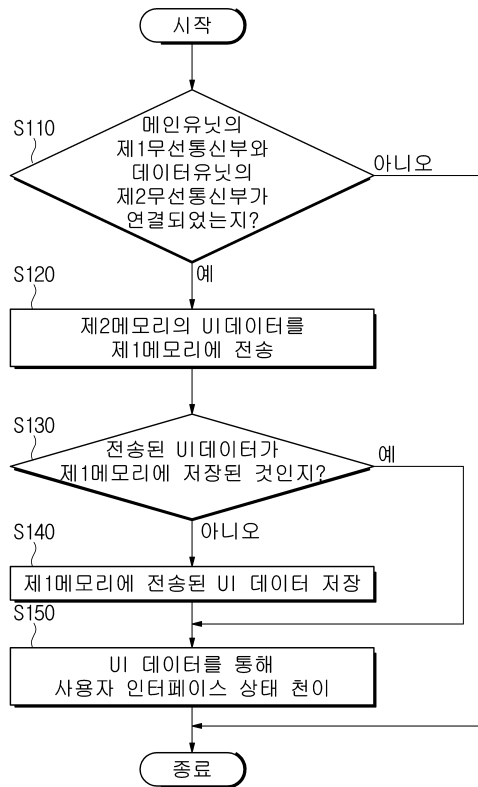 시작
S110
메인유닛의
제1무선통신부와
데이터유닛의
제2무선통신부가
연결되었는지?
아니오
예
S120
제2메모리의 UI데이터를
제1메모리에 전송
S130
전송된 UI데이터가
제1메모리에 저장된 것인지?
예
아니오
S140
제1메모리에 전송된 UI 데이터 저장
S150
UI 데이터를 통해
사용자 인터페이스 상태 천이
종료